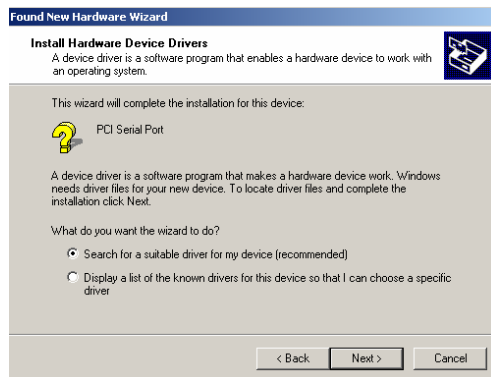 Found New Hardware Wizard
Install Hardware Device Drivers
A device driver is a software program that enables a hardware device to work with
an operating system.
This wizard will complete the installation for this device:
PCI Serial Port
A device driver is a software program that makes a hardware device work. Windows
needs driver files for your new device. To locate driver files and complete the
installation click Next.
What do you want the wizard to do?
Search for a suitable driver for my device (recommended)
Display a list of the known drivers for this device so that I can choose a specific
driver
< Back Next > Cancel